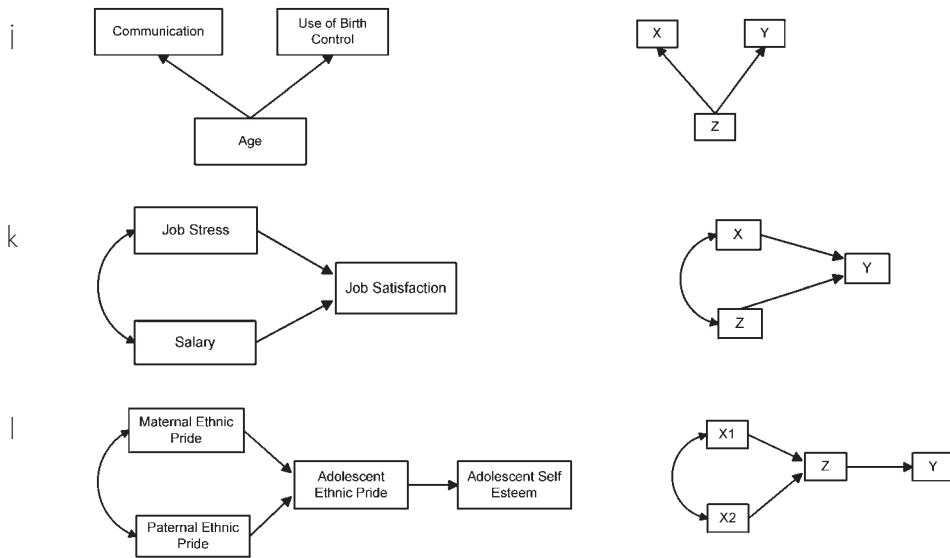 j
Communication
Use of Birth
Control
Age
X
Y
Z
k
Job Stress
Job Satisfaction
Salary
X
Y
Z
l
Maternal Ethnic
Pride
Adolescent
Ethnic Pride
Adolescent Self
Esteem
Paternal Ethnic
Pride
X1
Z
Y
X2